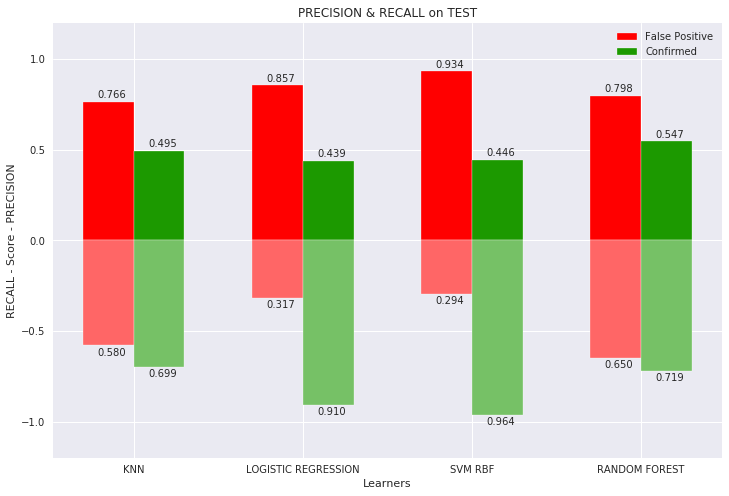 PRECISION & RECALL on TEST
False Positive
Confirmed
1.0
0.5
0.0
−0.5
−1.0
RECALL - Score - PRECISION
0.766
0.495
0.857
0.439
0.934
0.446
0.798
0.547
0.580
0.699
0.317
0.910
0.294
0.964
0.650
0.719
KNN
LOGISTIC REGRESSION
SVM RBF
RANDOM FOREST
Learners